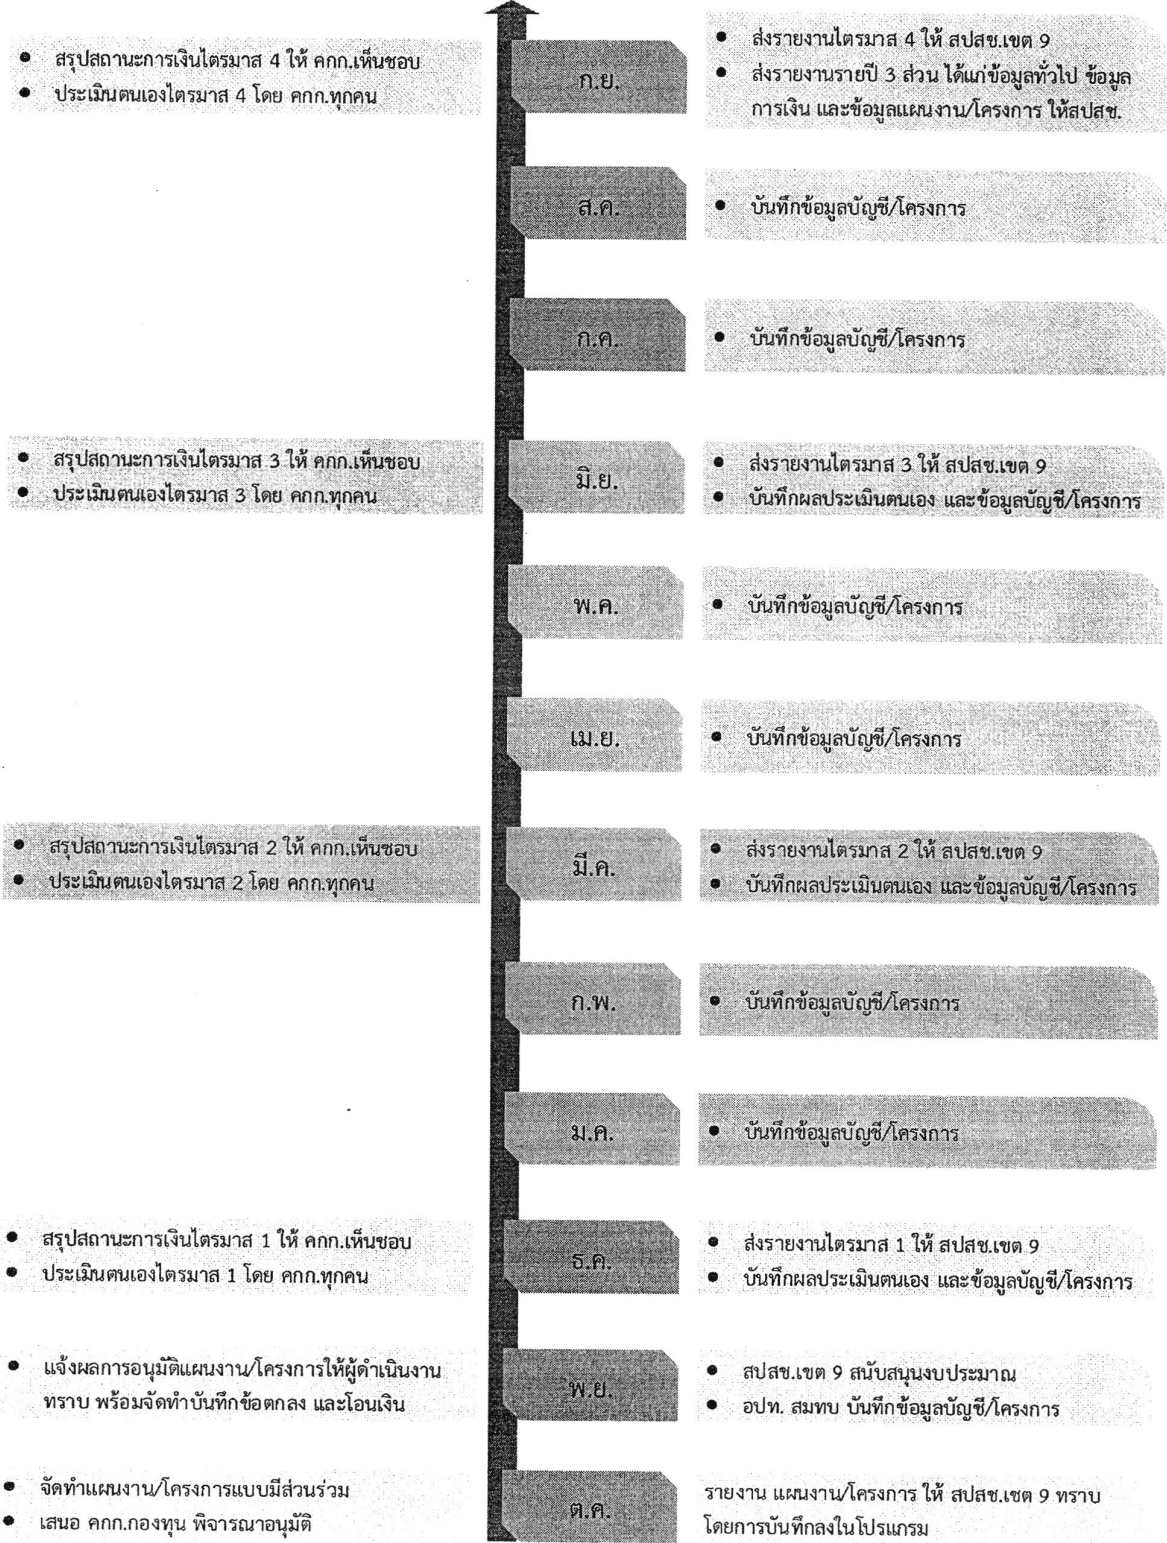 • สรุปสถานะการเงินไตรมาส 4 ให้ คกก.เห็นชอบ
• ประเมินตนเองไตรมาส 4 โดย คกก.ทุกคน
ก.ย.
• ส่งรายงานไตรมาส 4 ให้ สปสช.เขต 9
• ส่งรายงานรายปี 3 ส่วน ได้แก่ข้อมูลทั่วไป ข้อมูล
การเงิน และข้อมูลแผนงาน/โครงการ ให้สปสช.
ส.ค.
• บันทึกข้อมูลบัญชี/โครงการ
ก.ค.
• บันทึกข้อมูลบัญชี/โครงการ
• สรุปสถานะการเงินไตรมาส 3 ให้ คกก.เห็นชอบ
• ประเมินตนเองไตรมาส 3 โดย คกก.ทุกคน
มิ.ย.
• ส่งรายงานไตรมาส 3 ให้ สปสช.เขต 9
• บันทึกผลประเมินตนเอง และข้อมูลบัญชี/โครงการ
พ.ค.
• บันทึกข้อมูลบัญชี/โครงการ
เม.ย.
• บันทึกข้อมูลบัญชี/โครงการ
• สรุปสถานะการเงินไตรมาส 2 ให้ คกก.เห็นชอบ
• ประเมินตนเองไตรมาส 2 โดย คกก.ทุกคน
มี.ค.
• ส่งรายงานไตรมาส 2 ให้ สปสช.เขต 9
• บันทึกผลประเมินตนเอง และข้อมูลบัญชี/โครงการ
ก.พ.
• บันทึกข้อมูลบัญชี/โครงการ
ม.ค.
• บันทึกข้อมูลบัญชี/โครงการ
• สรุปสถานะการเงินไตรมาส 1 ให้ คกก.เห็นชอบ
• ประเมินตนเองไตรมาส 1 โดย คกก.ทุกคน
ธ.ค.
• ส่งรายงานไตรมาส 1 ให้ สปสช.เขต 9
• บันทึกผลประเมินตนเอง และข้อมูลบัญชี/โครงการ
• แจ้งผลการอนุมัติแผนงาน/โครงการให้ผู้ดำเนินงาน
ทราบ พร้อมจัดทำบันทึกข้อตกลง และโอนเงิน
พ.ย.
• สปสช.เขต 9 สนับสนุนงบประมาณ
• อปท. สมทบ บันทึกข้อมูลบัญชี/โครงการ
• จัดทำแผนงาน/โครงการแบบมีส่วนร่วม
• เสนอ คกก.กองทุน พิจารณาอนุมัติ
ต.ค.
รายงาน แผนงาน/โครงการ ให้ สปสช.เขต 9 ทราบ
โดยการบันทึกลงในโปรแกรม